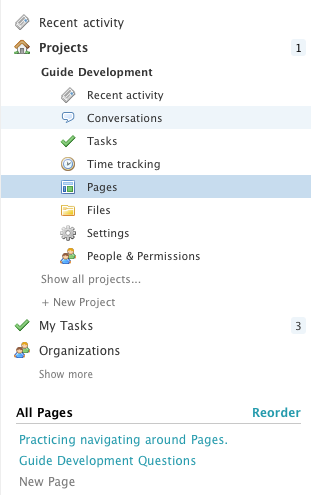 Recent activity
Projects 1
Guide Development
Recent activity
Conversations
Tasks
Time tracking
Pages
Files
Settings
People & Permissions
Show all projects...
+ New Project
My Tasks 3
Organizations
Show more
All Pages Reorder
Practicing navigating around Pages.
Guide Development Questions
New Page